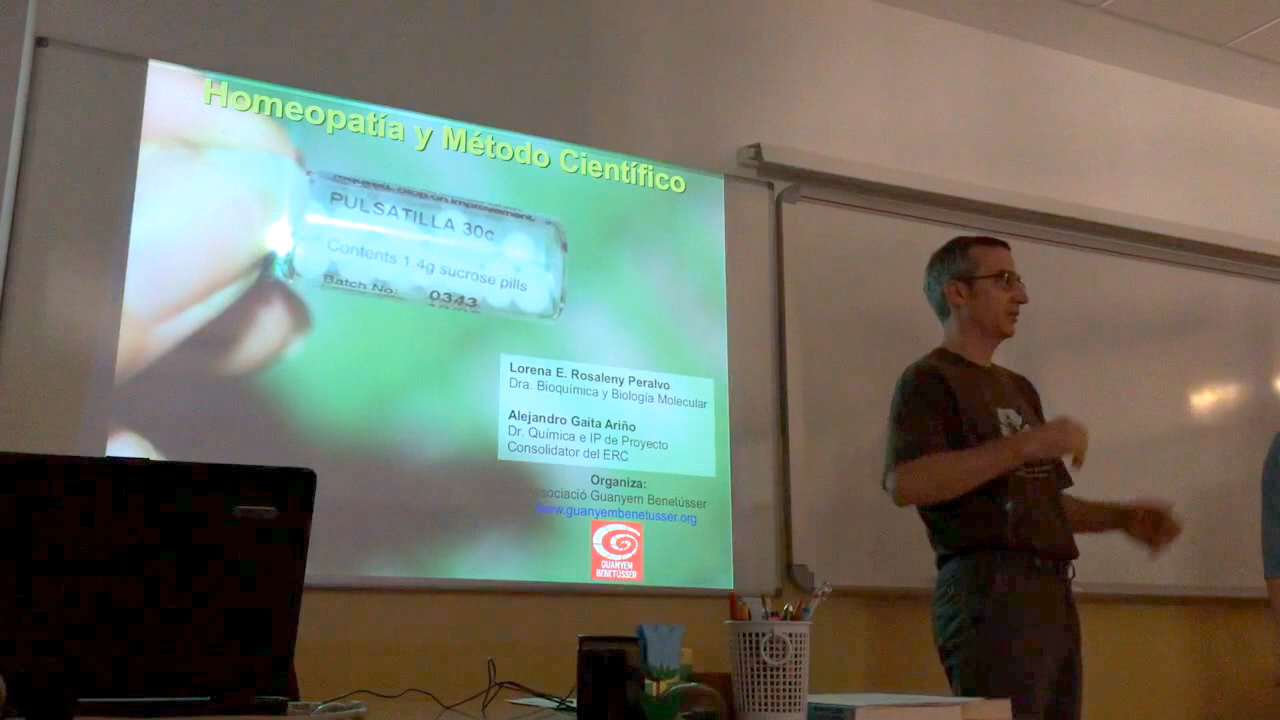 Homeopatía y Método Científico
PULSATILLA 30c
Contents 1.4g sucrose pills
Batch No: 0343
Lorena E. Rosaleny Peralvo
Dra. Bioquímica y Biología Molecular
Alejandro Gaita Ariño
Dr. Química e IP de Proyecto
Consolidator del ERC
Organiza:
Associació Guanyem Benetússer
www.guanyembenetusser.org
GUANYEM
BENETÚSSER